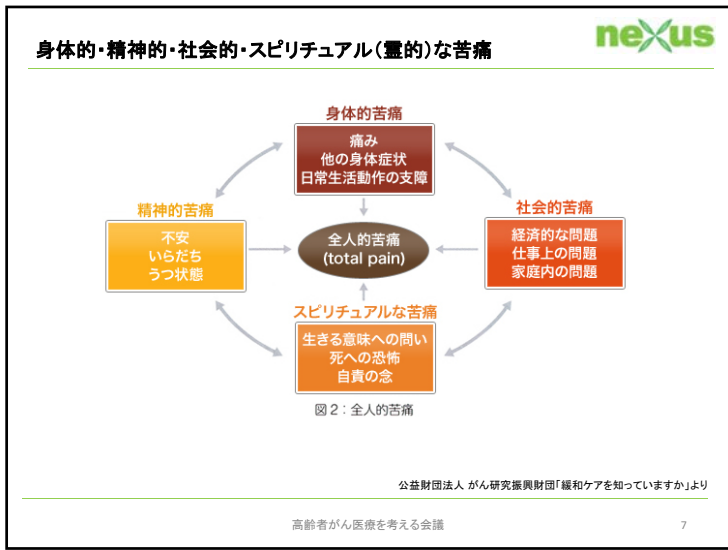 身体的・精神的・社会的・スピリチュアル(霊的)な苦痛
nexus
身体的苦痛
痛み
他の身体症状
日常生活動作の支障
精神的苦痛
不安
いらだち
うつ状態
全人的苦痛
(total pain)
社会的苦痛
経済的な問題
仕事上の問題
家庭内の問題
スピリチュアルな苦痛
生きる意味への問い
死への恐怖
自責の念
図2:全人的苦痛
公益財団法人 がん研究振興財団「緩和ケアを知っていますか」より
高齢者がん医療を考える会議
7